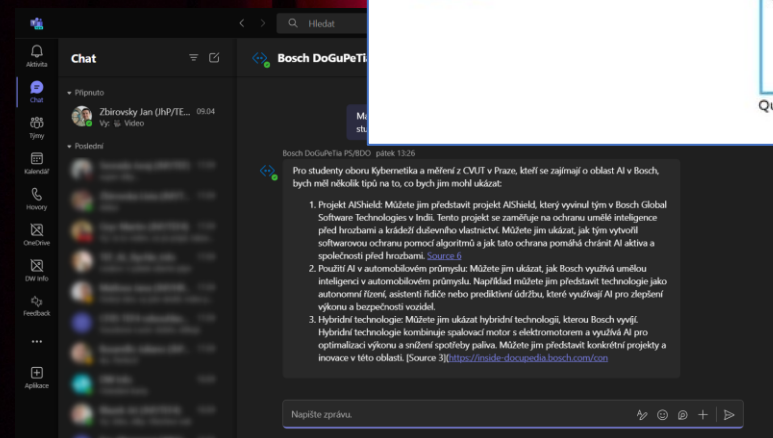 Hledat
Aktivita
Chat
Týmy
Kalendář
Hovory
OneDrive
DW Info
Feedback
Aplikace
Chat
Připnuto
Zbirovsky Jan (JhP/TE... 09:04
Vy: Video
Poslední
Bosch DoGuPeTia
Qu
Bosch DoGuPeTia PS/BDO pátek 13:26
Pro studenty oboru Kybernetika a měření z CVUT v Praze, kteří se zajímají o oblast AI v Bosch,
bych měl několik tipů na to, co bych jim mohl ukázat:
1. Projekt AIShield: Můžete jim představit projekt AIShield, který vyvinul tým v Bosch Global
Software Technologies v Indii. Tento projekt se zaměřuje na ochranu umělé inteligence
před hrozbami a krádeží duševního vlastnictví. Můžete jim ukázat, jak tým vytvořil
softwarovou ochranu pomocí algoritmů a jak tato ochrana pomáhá chránit AI aktiva a
společnosti před hrozbami. Source 6
2. Použití AI v automobilovém průmyslu: Můžete jim ukázat, jak Bosch využívá umělou
inteligenci v automobilovém průmyslu. Například můžete jim představit technologie jako
autonomní řízení, asistenti řidiče nebo prediktivní údržbu, které využívají AI pro zlepšení
výkonu a bezpečnosti vozidel.
3. Hybridní technologie: Můžete jim ukázat hybridní technologii, kterou Bosch vyvíjí.
Hybridní technologie kombinuje spalovací motor s elektromotorem a využívá AI pro
optimalizaci výkonu a snížení spotřeby paliva. Můžete jim představit konkrétní projekty a
inovace v této oblasti. [Source 3](https://inside-docupedia.bosch.com/con
Napište zprávu.